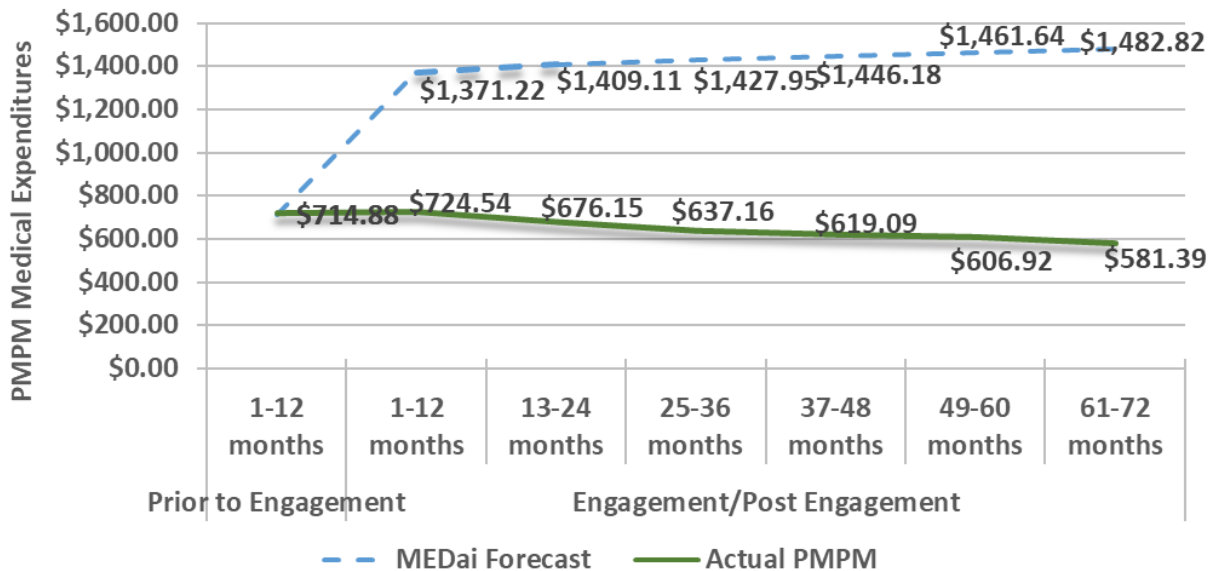 PMPM Medical Expenditures
$1,600.00
$1,400.00
$1,200.00
$1,000.00
$800.00
$600.00
$400.00
$200.00
$0.00
$1,371.22
$1,409.11
$1,427.95
$1,446.18
$1,461.64
$1,482.82
$714.88
$724.54
$676.15
$637.16
$619.09
$606.92
$581.39
1-12 months
1-12 months
13-24 months
25-36 months
37-48 months
49-60 months
61-72 months
Prior to Engagement
Engagement/Post Engagement
MEDai Forecast
Actual PMPM